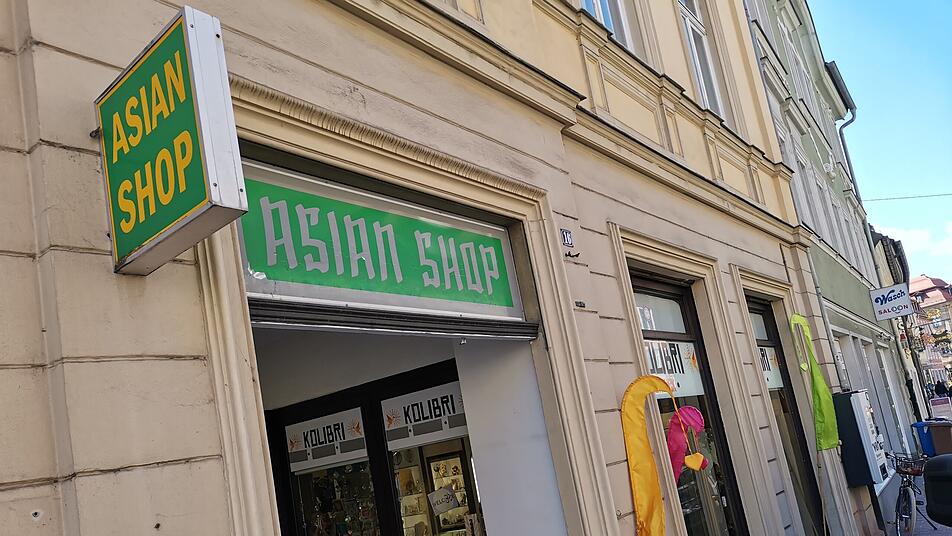 ASIAN
SHOP
ASIAN SHOP
16
KOLIBRI
KOLIBRI
KOLIBRI
Wasch
SALOON